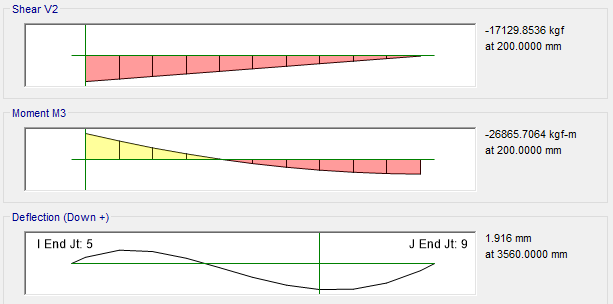 Shear V2
-17129.8536 kgf
at 200.0000 mm
Moment M3
-26865.7064 kgf-m
at 200.0000 mm
Deflection (Down +)
I End Jt: 5
J End Jt: 9
1.916 mm
at 3560.0000 mm